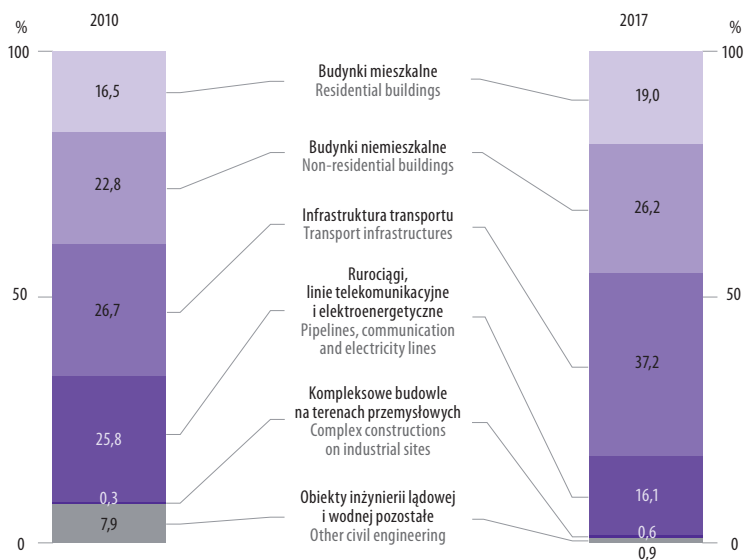 2010
2017
%
%
100
100
50
50
0
0
16,5
22,8
26,7
25,8
0,3
7,9
Budynki mieszkalne
Residential buildings
Budynki niemieszkalne
Non-residential buildings
Infrastruktura transportu
Transport infrastructures
Rurociągi,
linie telekomunikacyjne
i elektroenergetyczne
Pipelines, communication
and electricity lines
Kompleksowe budowle
na terenach przemysłowych
Complex constructions
on industrial sites
Obiekty inżynierii lądowej
i wodnej pozostałe
Other civil engineering
19,0
26,2
37,2
16,1
0,6
0,9